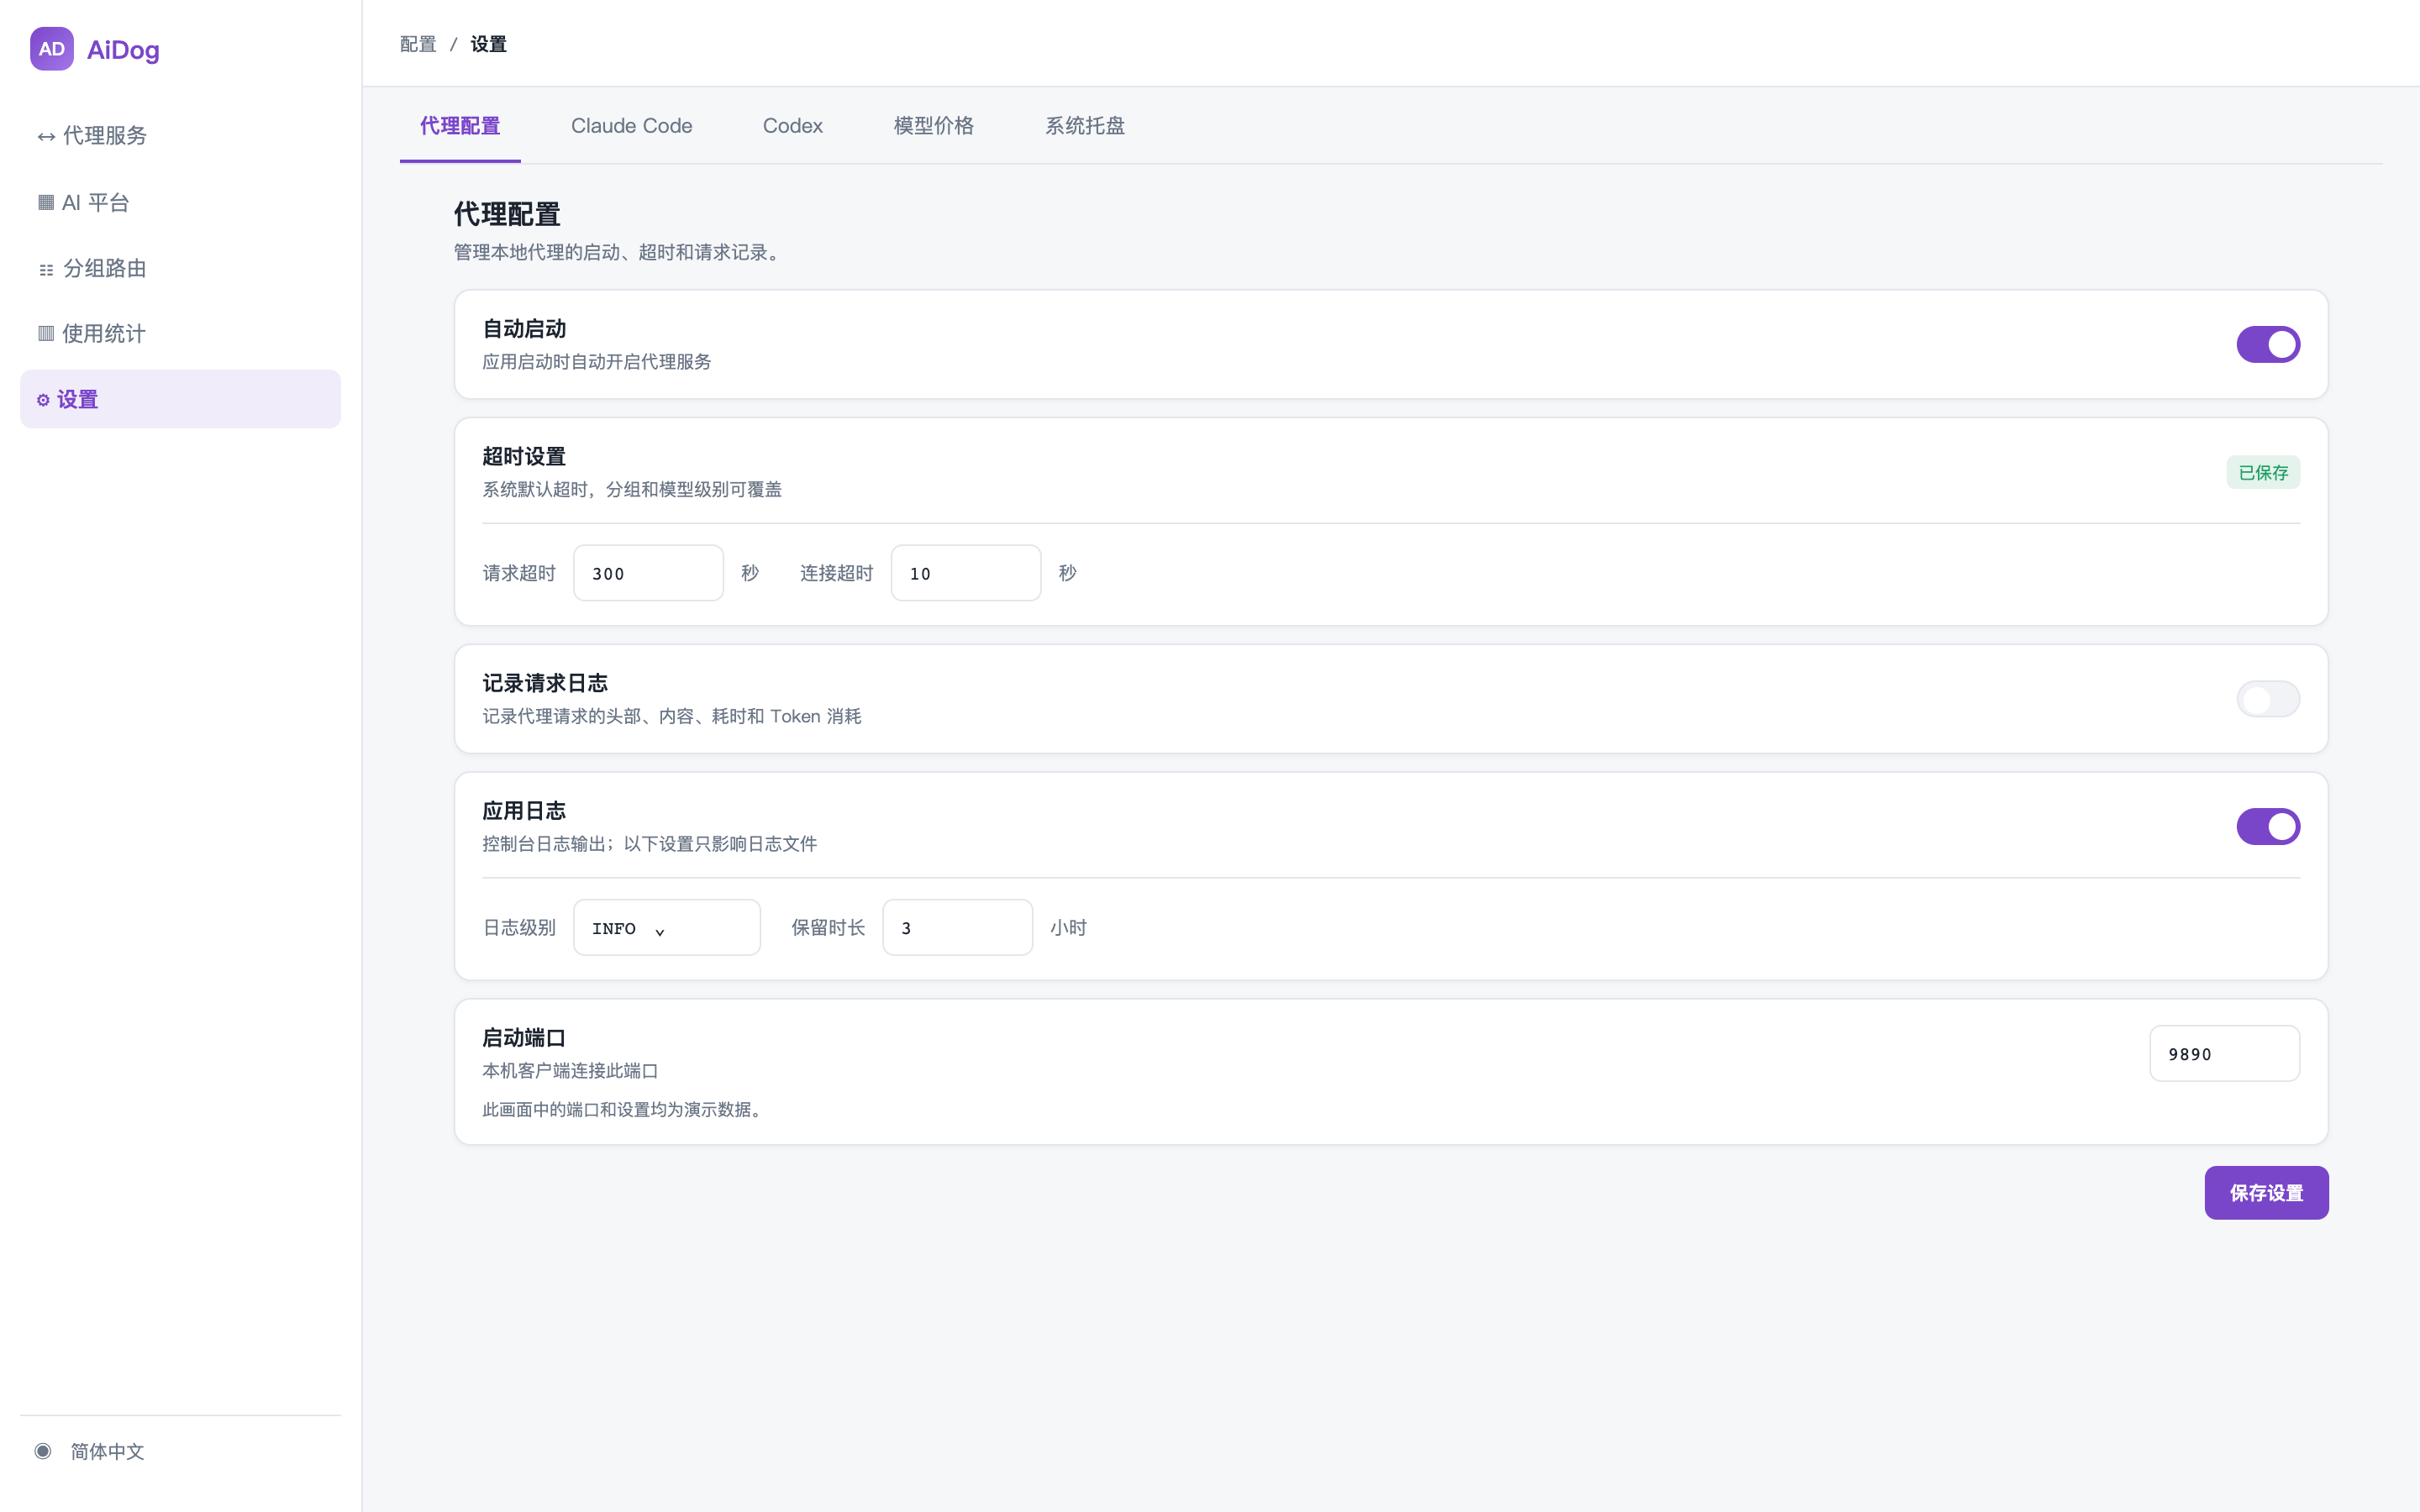 AD AiDog
代理服务
AI 平台
分组路由
使用统计
设置
简体中文
配置 / 设置
代理配置 Claude Code Codex 模型价格 系统托盘
代理配置
管理本地代理的启动、超时和请求记录。
自动启动
应用启动时自动开启代理服务
超时设置
系统默认超时，分组和模型级别可覆盖
已保存
请求超时 300 秒 连接超时 10 秒
记录请求日志
记录代理请求的头部、内容、耗时和 Token 消耗
应用日志
控制台日志输出；以下设置只影响日志文件
日志级别 INFO 保留时长 3 小时
启动端口
本机客户端连接此端口
9890
此画面中的端口和设置均为演示数据。
保存设置